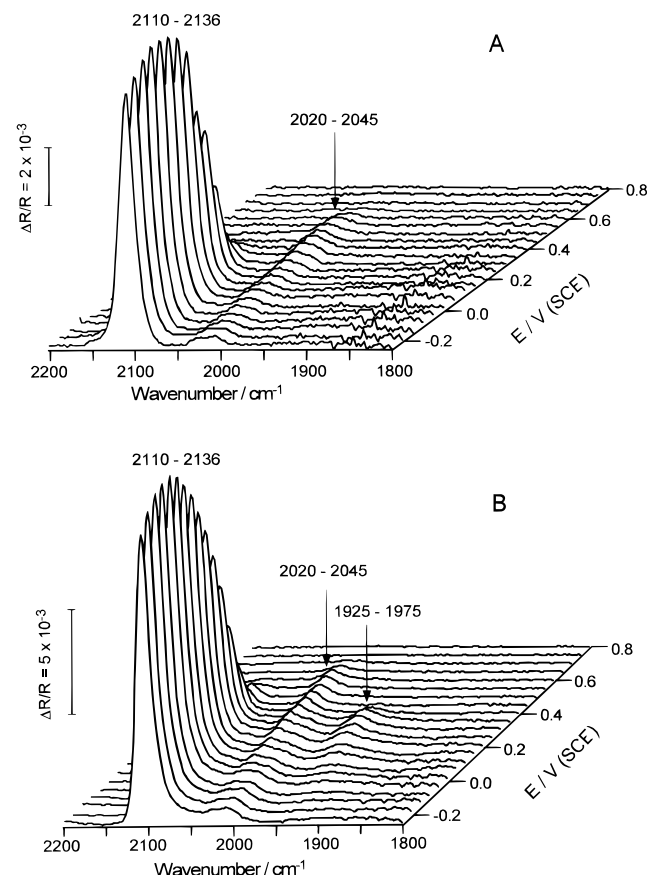 2110 - 2136
A
2020 - 2045
ΔR/R = 2 x 10-3
0.8
0.6
0.4
0.2
0.0
-0.2
E / V (SCE)
2200 2100 2000 1900 1800
Wavenumber / cm-1
2110 - 2136
B
2020 - 2045
1925 - 1975
ΔR/R = 5 x 10-3
0.8
0.6
0.4
0.2
0.0
-0.2
E / V (SCE)
2200 2100 2000 1900 1800
Wavenumber / cm-1